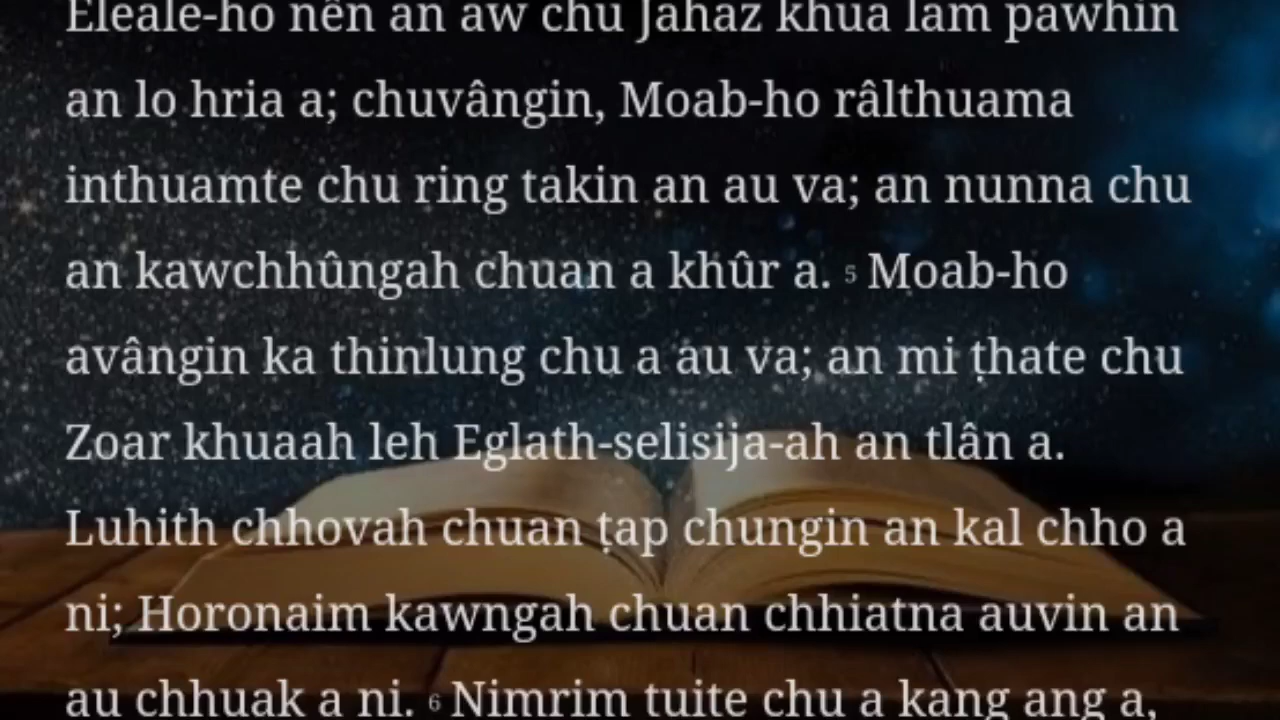 Eleale-ho nên an aw chu Jahaz khua lam pawhin
an lo hria a; chuvângin, Moab-ho râlthuama
inthuamte chu ring takin an au va; an nunna chu
an kawchhûngah chuan a khûr a. 5 Moab-ho
avângin ka thinlung chu a au va; an mi ṭhate chu
Zoar khuaah leh Eglath-selisija-ah an tlân a.
Luhith chhovah chuan ṭap chungin an kal chho a
ni; Horonaim kawngah chuan chhiatna auvin an
au chhuak a ni. 6 Nimrim tuite chu a kang ang a,